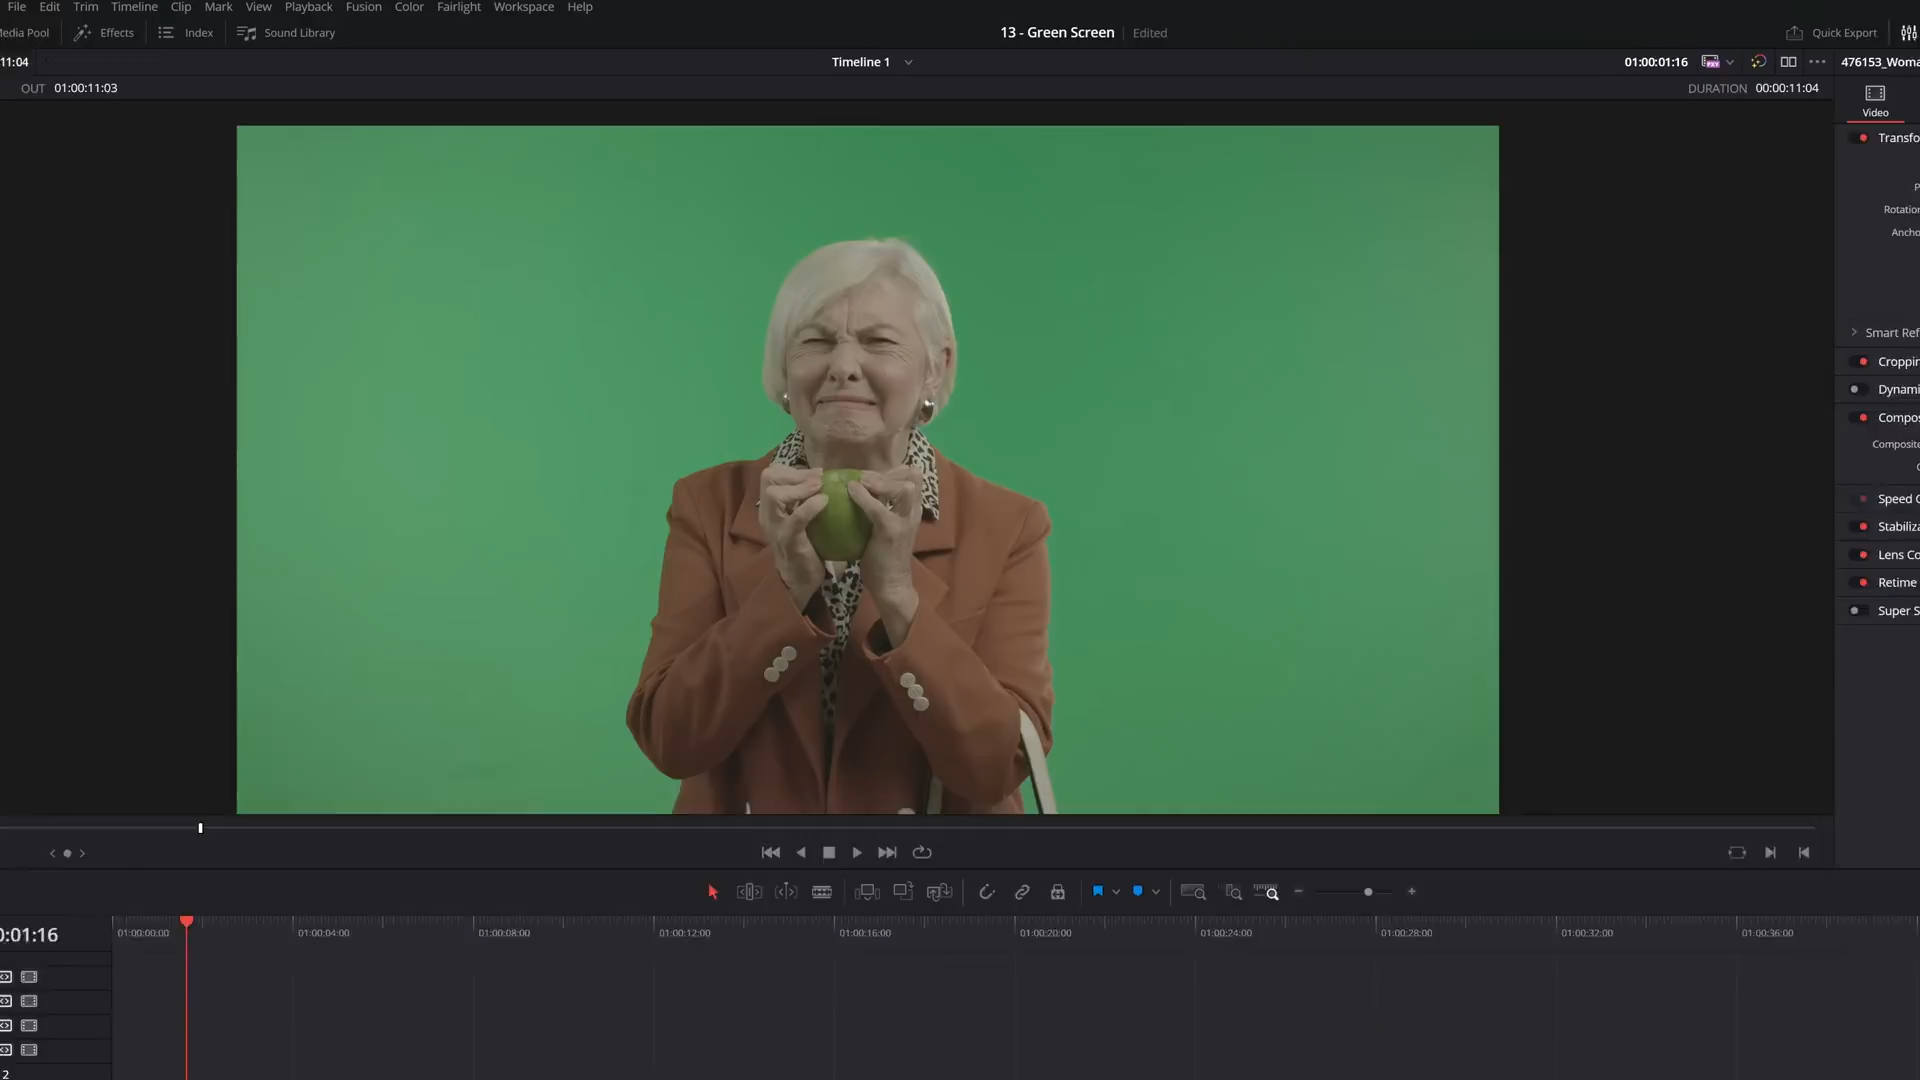 File Edit Trim Timeline Clip Mark View Playback Fusion Color Fairlight Workspace Help
Media Pool Effects Index Sound Library 13 - Green Screen Edited Quick Export
11:04 Timeline 1 01:00:01:16 476153_Woma
OUT 01:00:11:03 DURATION 00:00:11:04
Video
Transfo
P
Rotation
Ancho
Smart Ref
Croppin
Dynami
Compos
Composite
Speed C
Stabiliza
Lens Co
Retime
Super S
0:01:16 01:00:00:00 01:00:04:00 01:00:08:00 01:00:12:00 01:00:16:00 01:00:20:00 01:00:24:00 01:00:28:00 01:00:32:00 01:00:36:00
2